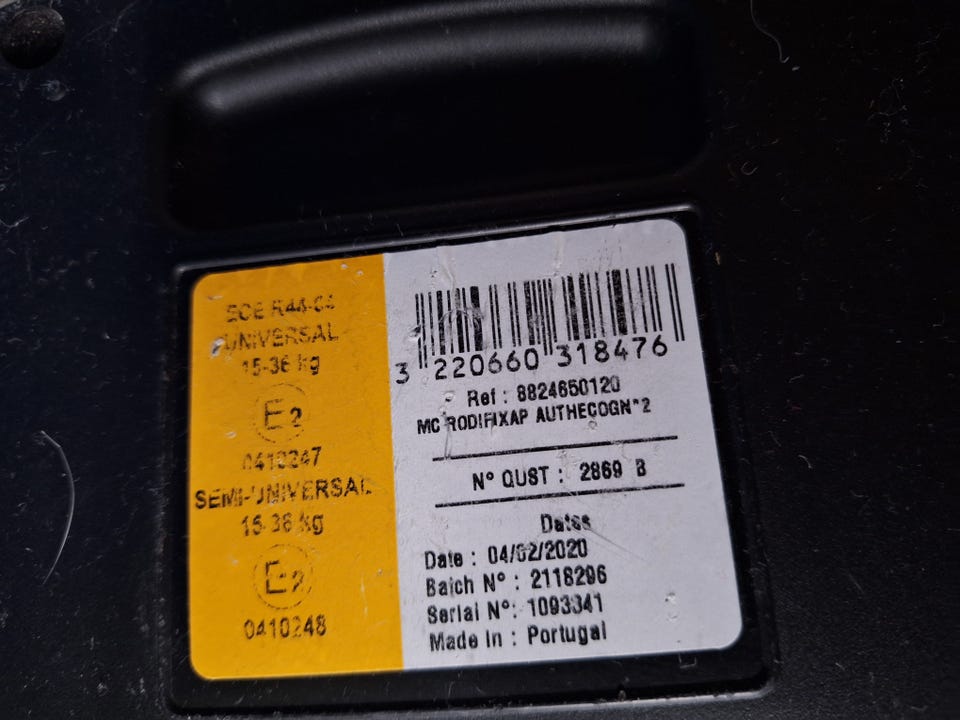 ECE R44-04
UNIVERSAL
15-36 kg
E2
0410247
SEMI-UNIVERSAL
15-36 kg
E2
0410248
3 220660 318476
Ref : 8824650120
MC RODIFIXAP AUTHECOGN*2
N° QUST : 2869 B
Dates
Date : 04/02/2020
Batch N° : 2118296
Serial N°: 1093341
Made in : Portugal